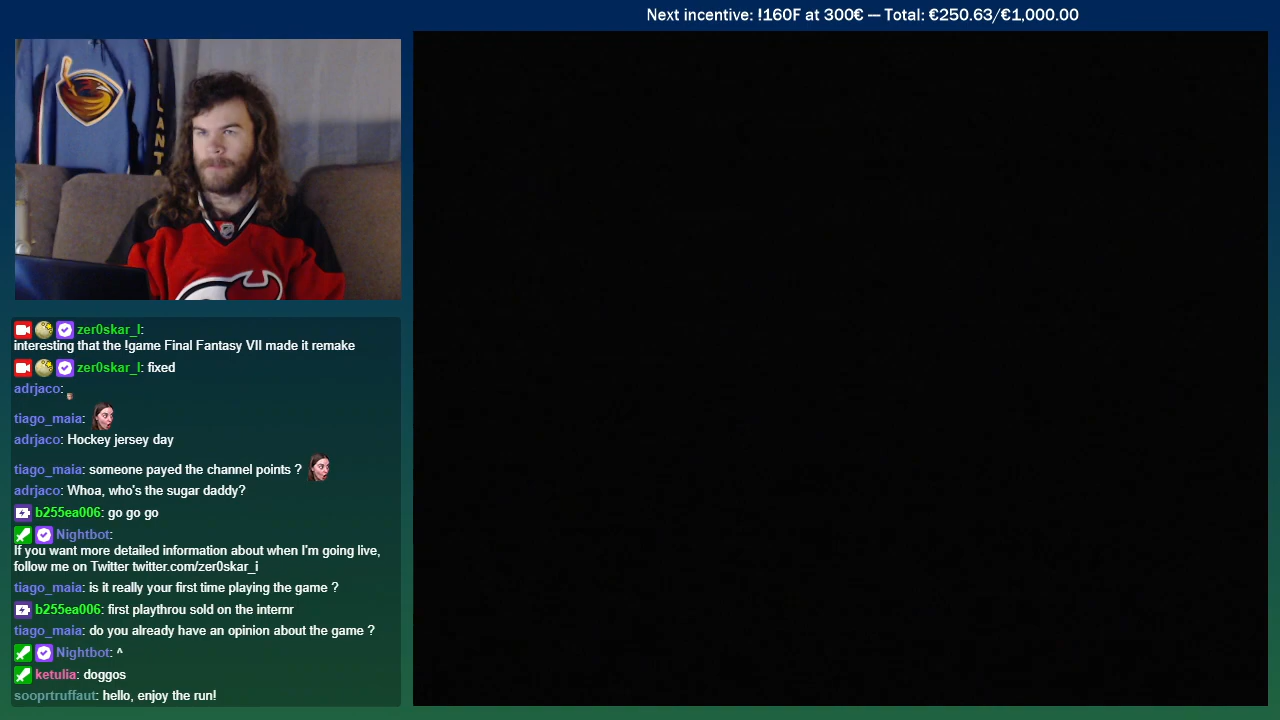 Next incentive: !160F at 300€ — Total: €250.63/€1,000.00
LANTA
zer0skar_I:
interesting that the !game Final Fantasy VII made it remake
zer0skar_I: fixed
adrjaco:
tiago_maia:
adrjaco: Hockey jersey day
tiago_maia: someone payed the channel points ?
adrjaco: Whoa, who's the sugar daddy?
b255ea006: go go go
Nightbot:
If you want more detailed information about when I'm going live,
follow me on Twitter twitter.com/zer0skar_i
tiago_maia: is it really your first time playing the game ?
b255ea006: first playthrou sold on the internr
tiago_maia: do you already have an opinion about the game ?
Nightbot: ^
ketulia: doggos
sooprtruffaut: hello, enjoy the run!